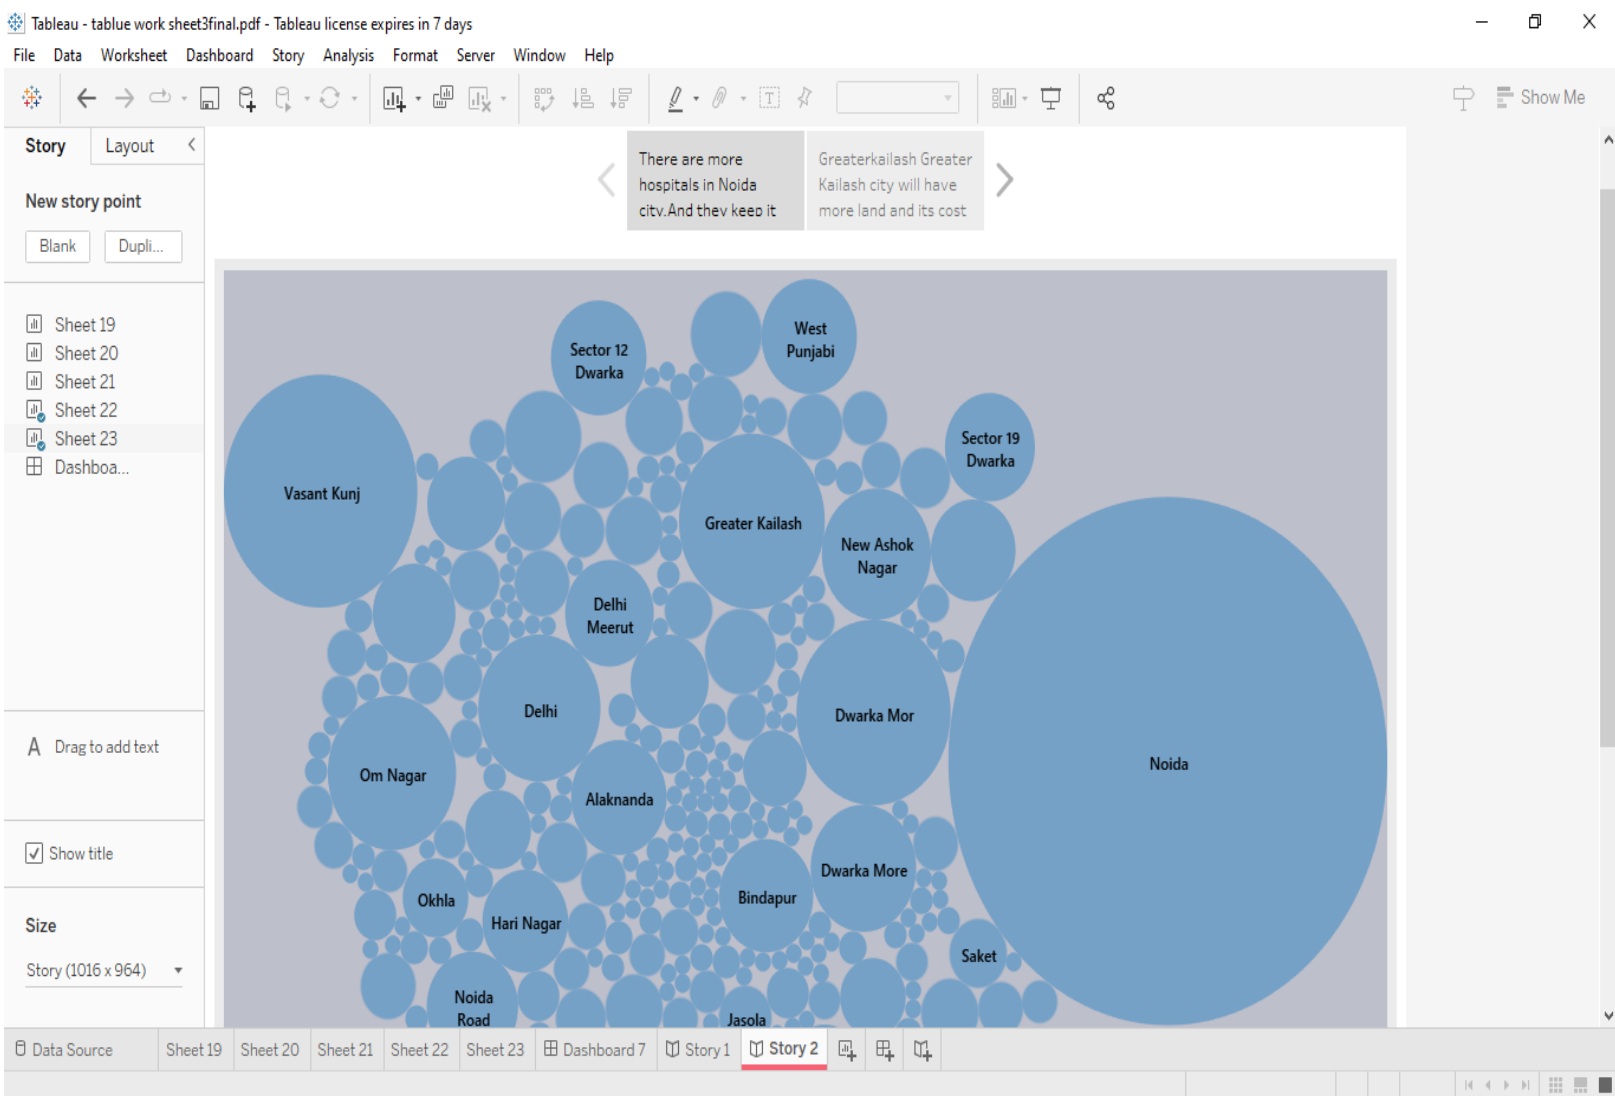 Tableau - tablue work sheet3final.pdf - Tableau license expires in 7 days
File Data Worksheet Dashboard Story Analysis Format Server Window Help
Show Me
Story Layout
New story point
Blank Dupli...
Sheet 19
Sheet 20
Sheet 21
Sheet 22
Sheet 23
Dashboa...
A Drag to add text
Show title
Size
Story (1016 x 964)
There are more
hospitals in Noida
city.And they keep it
Greaterkailash Greater
Kailash city will have
more land and its cost
West
Punjabi
Sector 12
Dwarka
Sector 19
Dwarka
Vasant Kunj
Greater Kailash
New Ashok
Nagar
Delhi
Meerut
Delhi
Dwarka Mor
Noida
Om Nagar
Alaknanda
Dwarka More
Okhla
Bindapur
Hari Nagar
Saket
Noida
Road
Jasola
Data Source Sheet 19 Sheet 20 Sheet 21 Sheet 22 Sheet 23 Dashboard 7 Story 1 Story 2